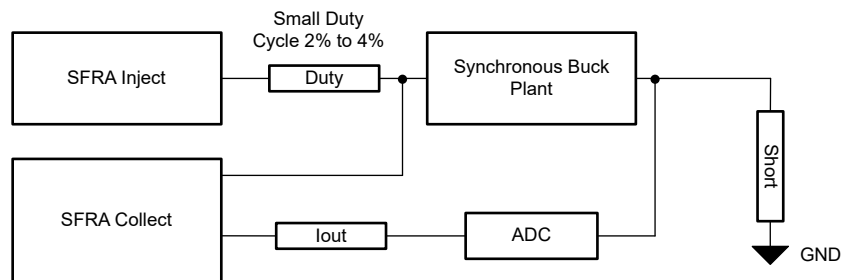 Small Duty
Cycle 2% to 4%
SFRA Inject
Duty
Synchronous Buck
Plant
Short
SFRA Collect
Iout
ADC
GND